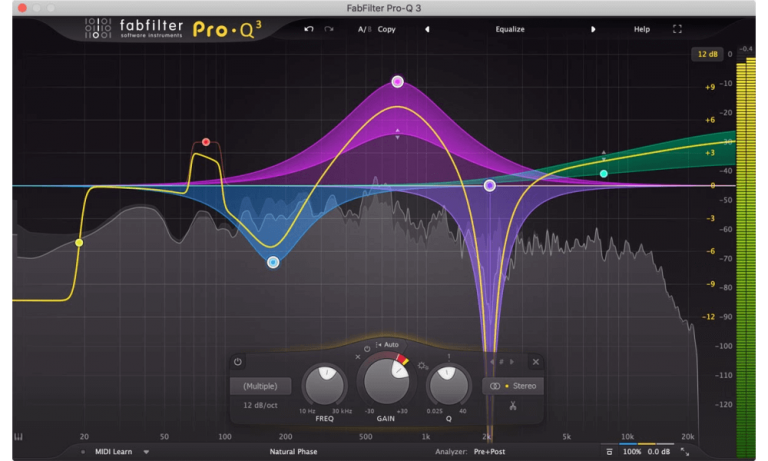 FabFilter Pro-Q 3
fabfilter
software instruments
Pro·Q³
A/B Copy
Equalize
Help
12 dB
0
-0.4
+9
-10
+6
-20
+3
-30
-40
0
-50
-3
-60
-6
-70
-9
-80
-12
-90
-100
-110
-120
Auto
(Multiple)
12 dB/oct
10 Hz 30 kHz
FREQ
-30 +30
GAIN
0.025 40
Q
Stereo
20 50 100 200 500 1k 2k 5k 10k 20k
MIDI Learn
Natural Phase
Analyzer: Pre+Post
100%
0.0 dB